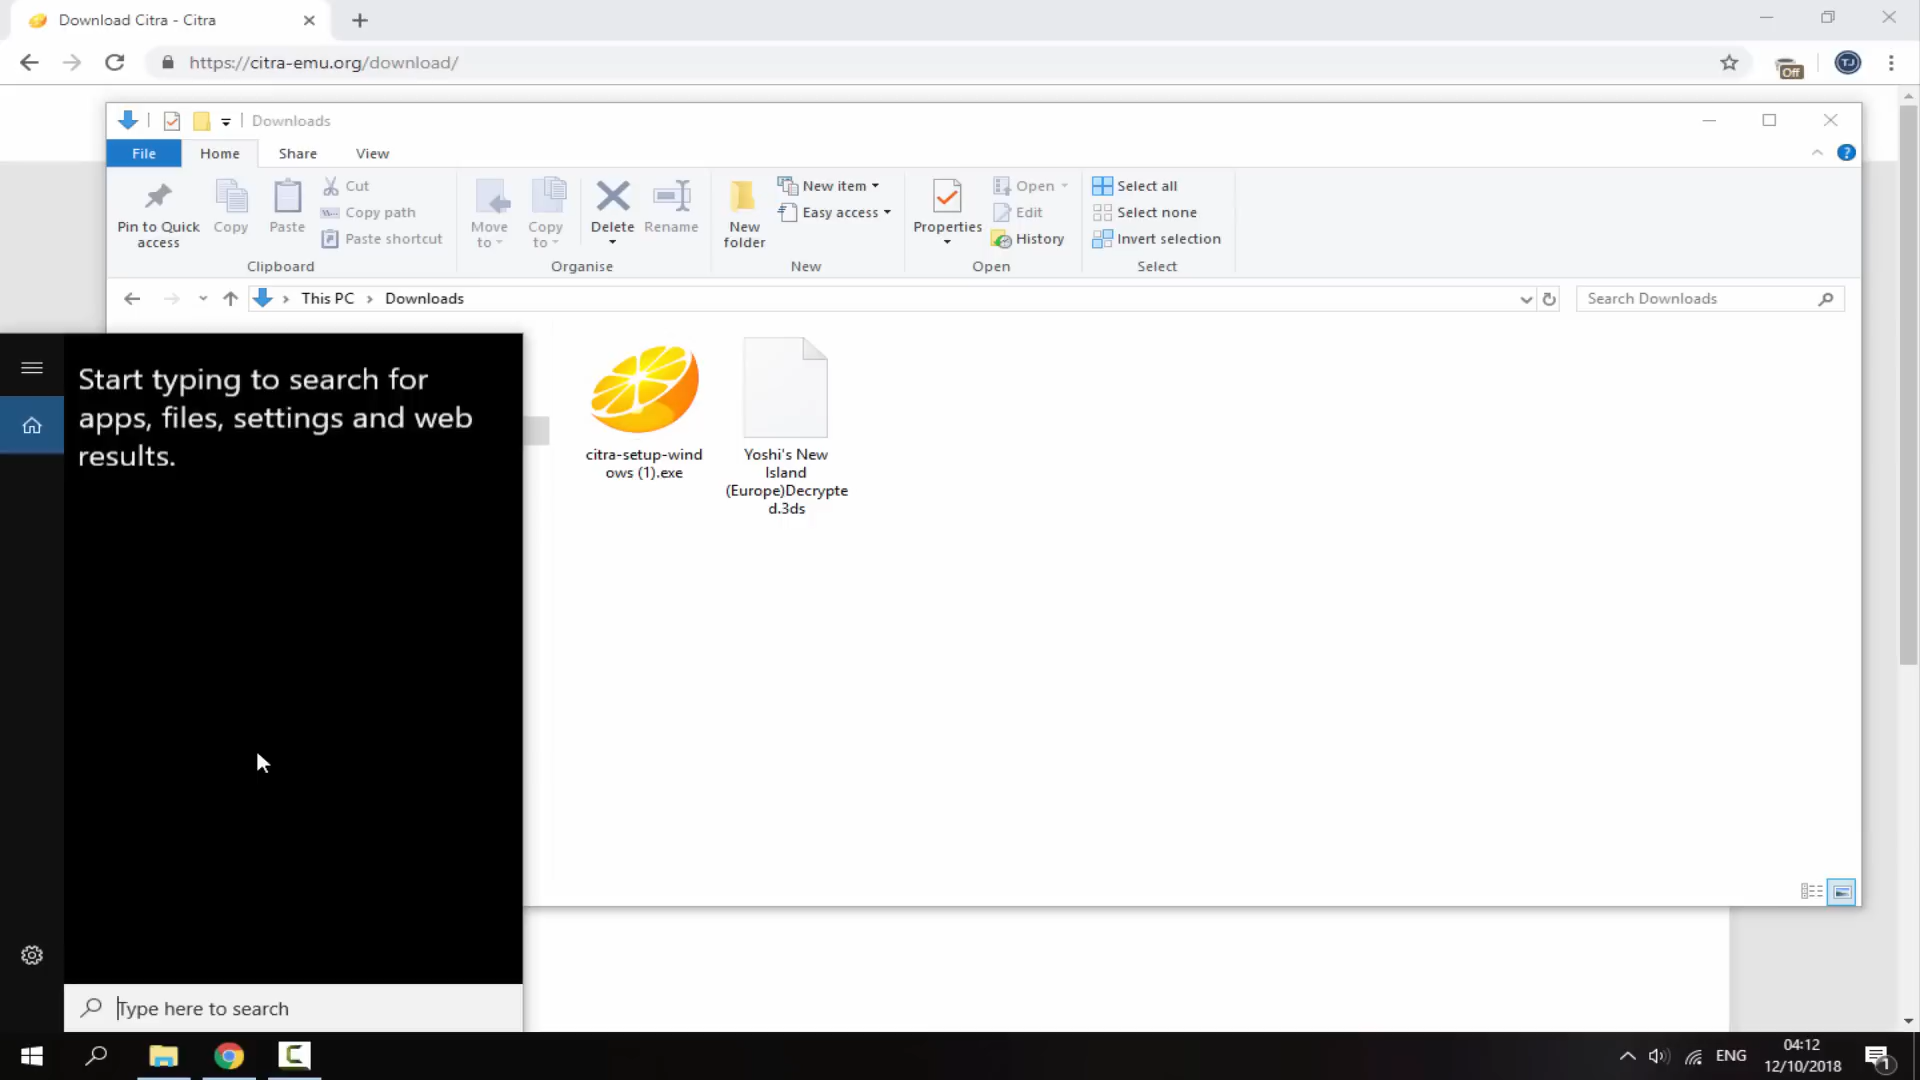 Download Citra - Citra
https://citra-emu.org/download/
Off
TJ
Downloads
File
Home
Share
View
?
Pin to Quick
access
Copy
Paste
Cut
Copy path
Paste shortcut
Clipboard
Move
to
Copy
to
Delete
Rename
Organise
New
folder
New item
Easy access
New
Properties
Open
Edit
History
Open
Select all
Select none
Invert selection
Select
This PC
Downloads
Search Downloads
Start typing to search for
apps, files, settings and web
results.
citra-setup-wind
ows (1).exe
Yoshi's New
Island
(Europe)Decrypte
d.3ds
Type here to search
C
ENG
04:12
12/10/2018
1